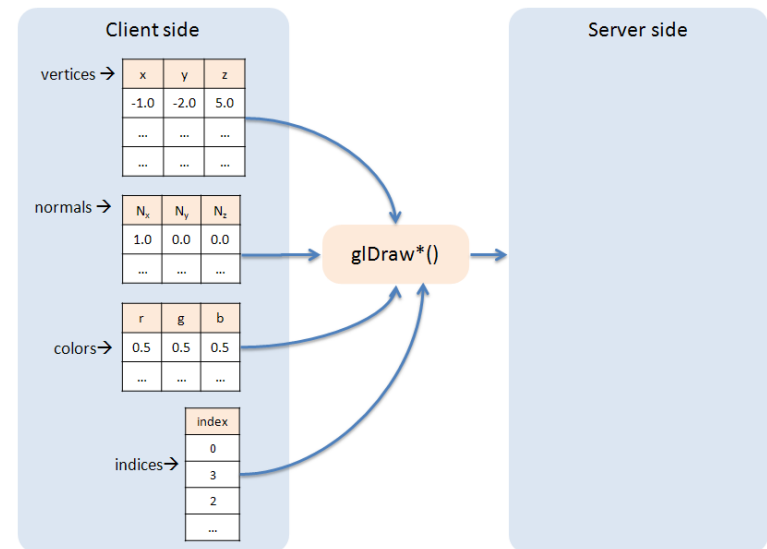 Client side
Server side
vertices →
x y z
-1.0 -2.0 5.0
... ... ...
... ... ...
normals →
Nx Ny Nz
1.0 0.0 0.0
... ... ...
glDraw*()
r g b
colors→
0.5 0.5 0.5
... ... ...
index
0
indices→
3
2
...